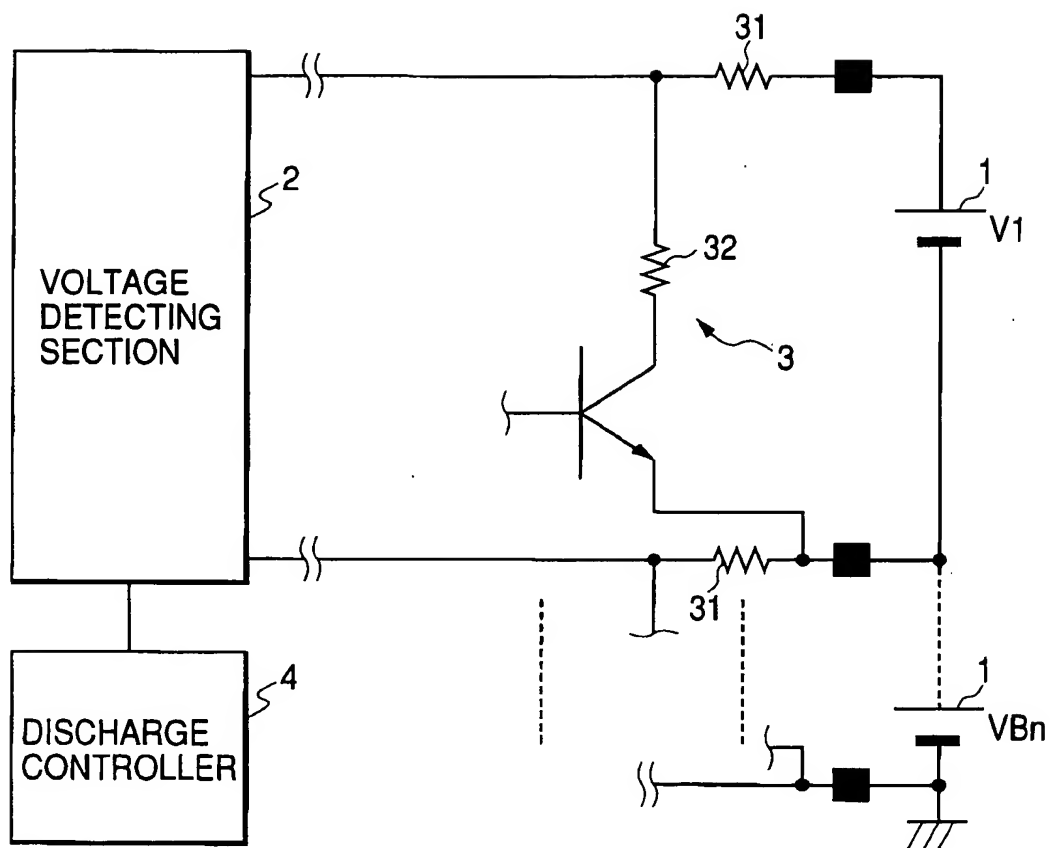 31
2
1
V1
32
VOLTAGE
DETECTING
SECTION
3
31
4
1
DISCHARGE
CONTROLLER
VBn